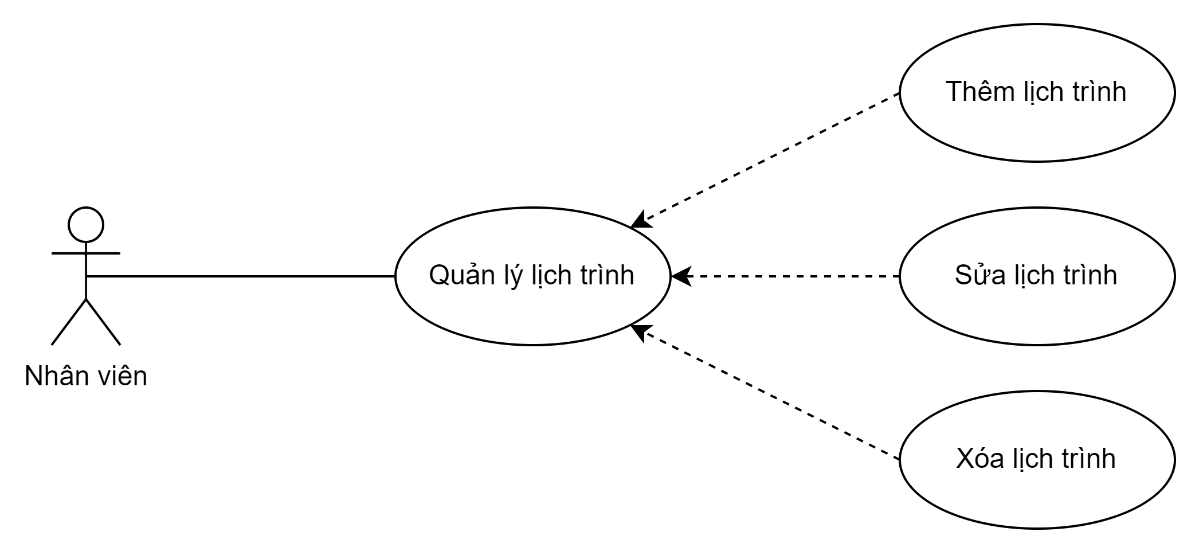 Thêm lịch trình
Quản lý lịch trình
Sửa lịch trình
Nhân viên
Xóa lịch trình